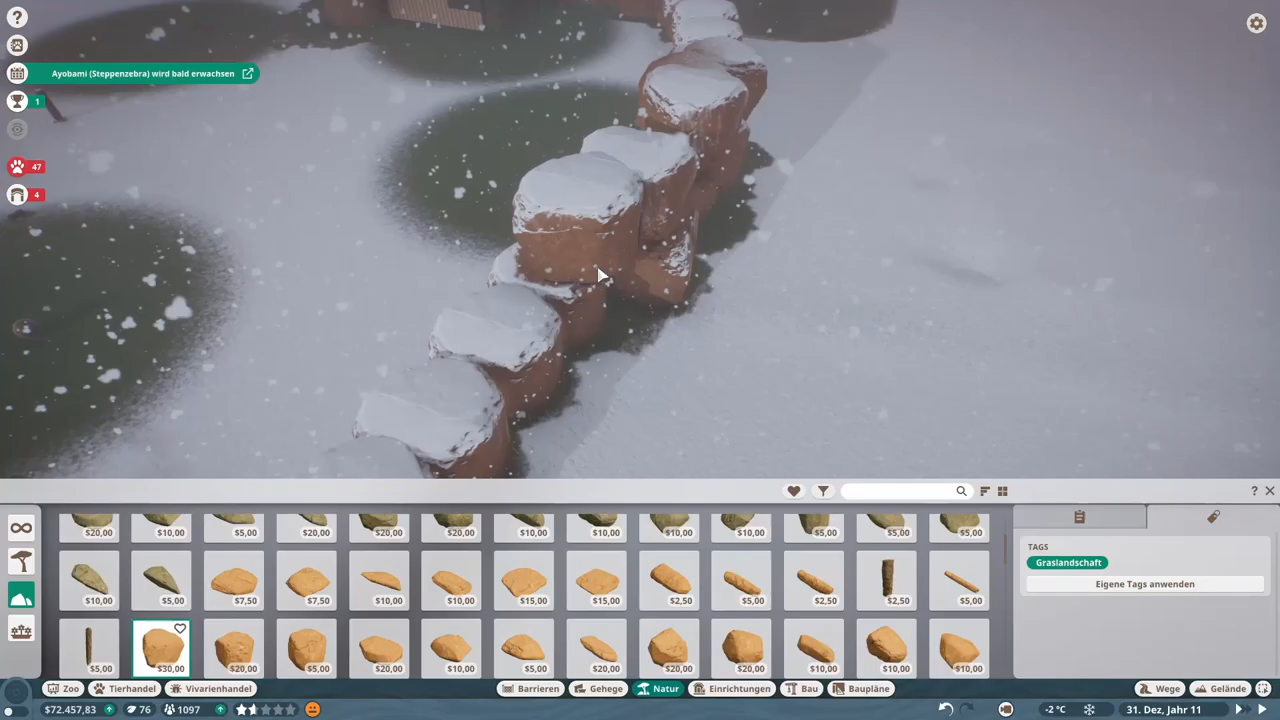 ?
Ayobami (Steppenzebra) wird bald erwachsen
1
47
4
? ✕
$20,00 $10,00 $5,00 $20,00 $20,00 $20,00 $10,00 $10,00 $10,00 $10,00 $5,00 $5,00 $5,00
$10,00 $5,00 $7,50 $7,50 $10,00 $10,00 $15,00 $15,00 $2,50 $5,00 $2,50 $2,50 $5,00
$5,00 $30,00 $20,00 $5,00 $20,00 $10,00 $5,00 $20,00 $20,00 $20,00 $10,00 $10,00 $10,00
TAGS
Graslandschaft
Eigene Tags anwenden
Zoo Tierhandel Vivarienhandel Barrieren Gehege Natur Einrichtungen Bau Baupläne Wege Gelände
$72.457,83 76 1097 -2 °C 31. Dez, Jahr 11